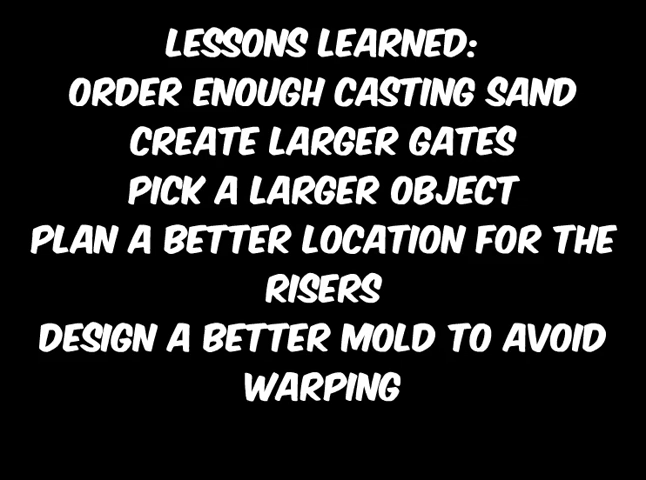 LESSONS LEARNED:
ORDER ENOUGH CASTING SAND
CREATE LARGER GATES
PICK A LARGER OBJECT
PLAN A BETTER LOCATION FOR THE
RISERS
DESIGN A BETTER MOLD TO AVOID
WARPING